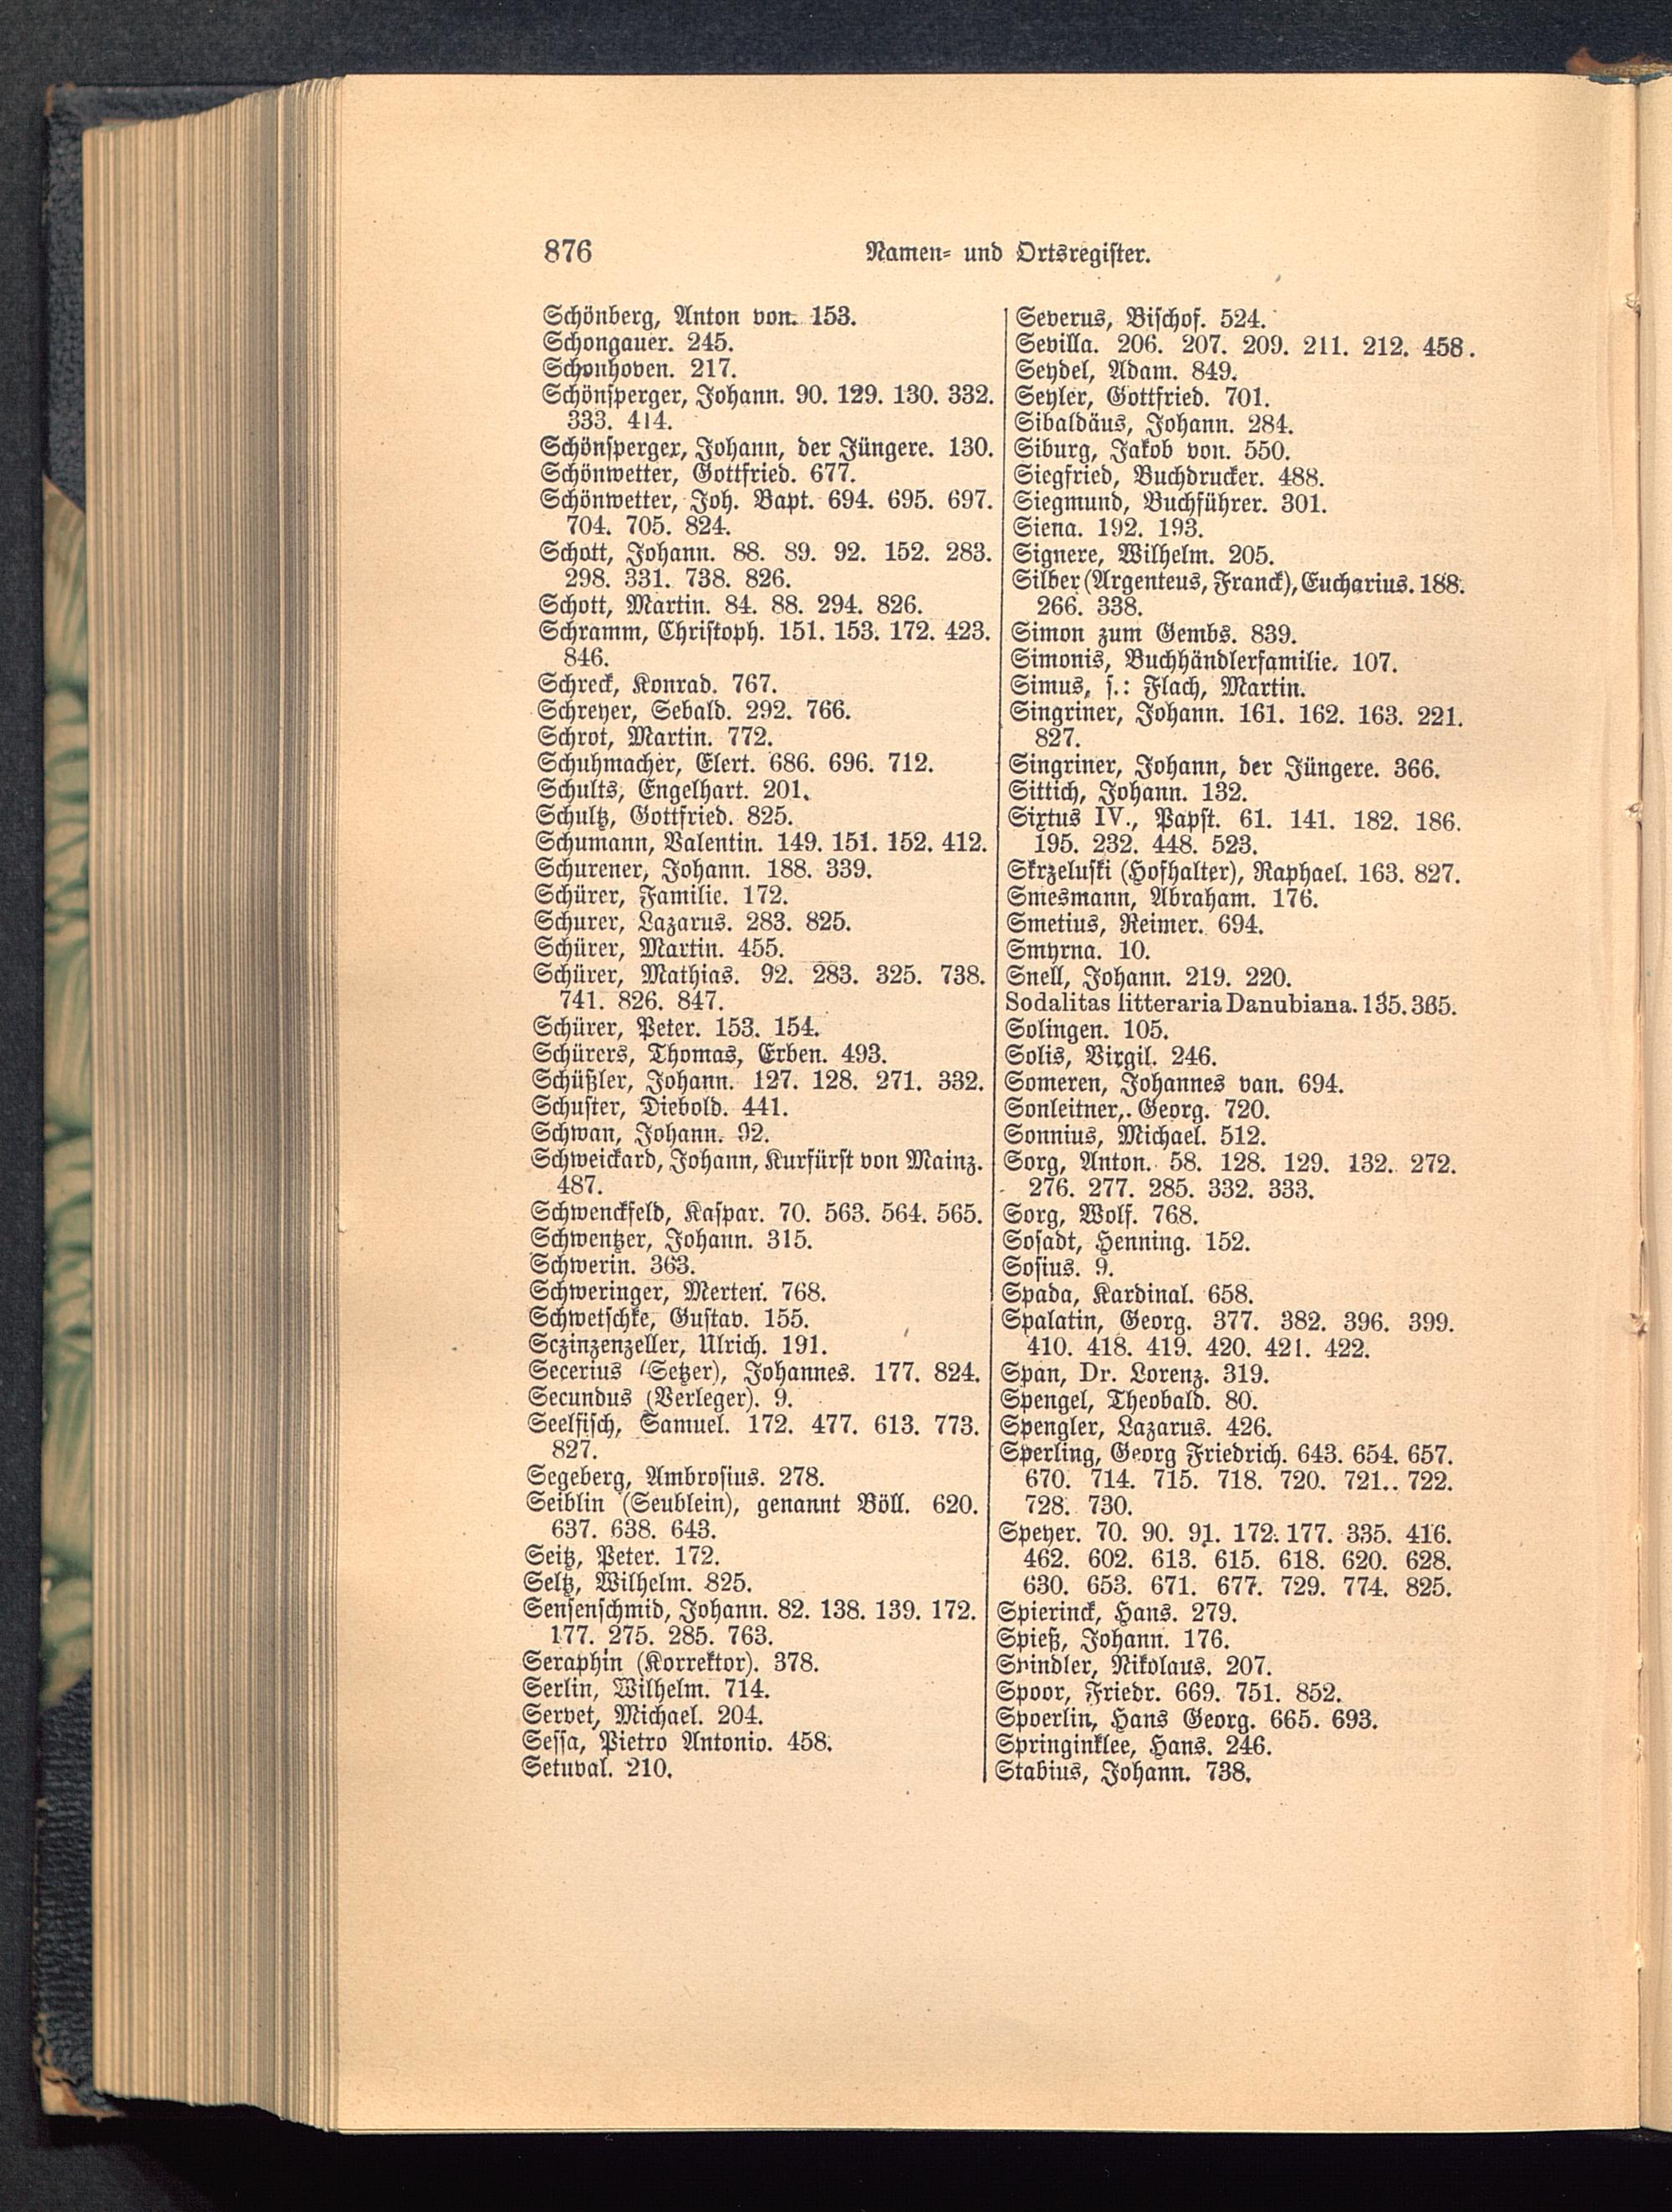 876 Namen- und Ortsregister.
Schönberg, Anton von. 153.
Schongauer. 245.
Schonhoven. 217.
Schönsperger, Johann. 90. 129. 130. 332.
333. 414.
Schönsperger, Johann, der Jüngere. 130.
Schönwetter, Gottfried. 677.
Schönwetter, Joh. Bapt. 694. 695. 697.
704. 705. 824.
Schott, Johann. 88. 89. 92. 152. 283.
298. 331. 738. 826.
Schott, Martin. 84. 88. 294. 826.
Schramm, Christoph. 151. 153. 172. 423.
846.
Schreck, Konrad. 767.
Schreyer, Sebald. 292. 766.
Schrot, Martin. 772.
Schuhmacher, Elert. 686. 696. 712.
Schults, Engelhart. 201.
Schultz, Gottfried. 825.
Schumann, Valentin. 149. 151. 152. 412.
Schurener, Johann. 188. 339.
Schürer, Familie. 172.
Schurer, Lazarus. 283. 825.
Schürer, Martin. 455.
Schürer, Mathias. 92. 283. 325. 738.
741. 826. 847.
Schürer, Peter. 153. 154.
Schürers, Thomas, Erben. 493.
Schüßler, Johann. 127. 128. 271. 332.
Schuster, Diebold. 441.
Schwan, Johann. 92.
Schweickard, Johann, Kurfürst von Mainz.
487.
Schwenckfeld, Kaspar. 70. 563. 564. 565.
Schwentzer, Johann. 315.
Schwerin. 363.
Schweringer, Merten. 768.
Schwetschke, Gustav. 155.
Sczinzenzeller, Ulrich. 191.
Secerius (Setzer), Johannes. 177. 824.
Secundus (Verleger). 9.
Seelfisch, Samuel. 172. 477. 613. 773.
827.
Segeberg, Ambrosius. 278.
Seiblin (Seublein), genannt Böll. 620.
637. 638. 643.
Seitz, Peter. 172.
Seltz, Wilhelm. 825.
Sensenschmid, Johann. 82. 138. 139. 172.
177. 275. 285. 763.
Seraphin (Korrektor). 378.
Serlin, Wilhelm. 714.
Servet, Michael. 204.
Sessa, Pietro Antonio. 458.
Setuval. 210.
Severus, Bischof. 524.
Sevilla. 206. 207. 209. 211. 212. 458.
Seydel, Adam. 849.
Seyler, Gottfried. 701.
Sibaldäus, Johann. 284.
Siburg, Jakob von. 550.
Siegfried, Buchdrucker. 488.
Siegmund, Buchführer. 301.
Siena. 192. 193.
Signere, Wilhelm. 205.
Silber (Argenteus, Franck), Eucharius. 188.
266. 338.
Simon zum Gembs. 839.
Simonis, Buchhändlerfamilie. 107.
Simus, s.: Flach, Martin.
Singriner, Johann. 161. 162. 163. 221.
827.
Singriner, Johann, der Jüngere. 366.
Sittich, Johann. 132.
Sixtus IV., Papst. 61. 141. 182. 186.
195. 232. 448. 523.
Skrzeluski (Hofhalter), Raphael. 163. 827.
Smesmann, Abraham. 176.
Smetius, Reimer. 694.
Smyrna. 10.
Snell, Johann. 219. 220.
Sodalitas litteraria Danubiana. 135. 365.
Solingen. 105.
Solis, Virgil. 246.
Someren, Johannes van. 694.
Sonleitner, Georg. 720.
Sonnius, Michael. 512.
Sorg, Anton. 58. 128. 129. 132. 272.
276. 277. 285. 332. 333.
Sorg, Wolf. 768.
Sosadt, Henning. 152.
Sosius. 9.
Spada, Kardinal. 658.
Spalatin, Georg. 377. 382. 396. 399.
410. 418. 419. 420. 421. 422.
Span, Dr. Lorenz. 319.
Spengel, Theobald. 80.
Spengler, Lazarus. 426.
Sperling, Georg Friedrich. 643. 654. 657.
670. 714. 715. 718. 720. 721.. 722.
728. 730.
Speyer. 70. 90. 91. 172. 177. 335. 416.
462. 602. 613. 615. 618. 620. 628.
630. 653. 671. 677. 729. 774. 825.
Spierinck, Hans. 279.
Spieß, Johann. 176.
Spindler, Nikolaus. 207.
Spoor, Friedr. 669. 751. 852.
Spoerlin, Hans Georg. 665. 693.
Springinklee, Hans. 246.
Stabius, Johann. 738.